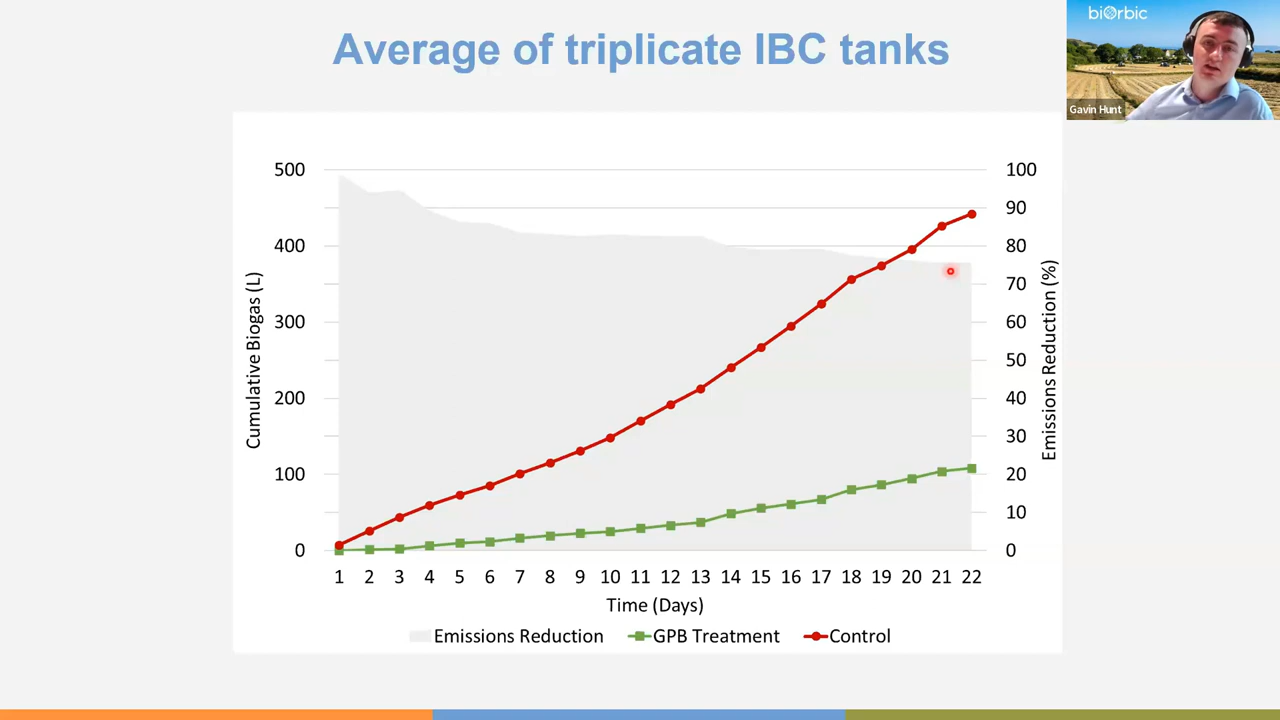 Average of triplicate IBC tanks
biOrbic
Gavin Hunt
500
400
300
200
100
0
Cumulative Biogas (L)
100
90
80
70
60
50
40
30
20
10
0
Emissions Reduction (%)
1 2 3 4 5 6 7 8 9 10 11 12 13 14 15 16 17 18 19 20 21 22
Time (Days)
Emissions Reduction GPB Treatment Control